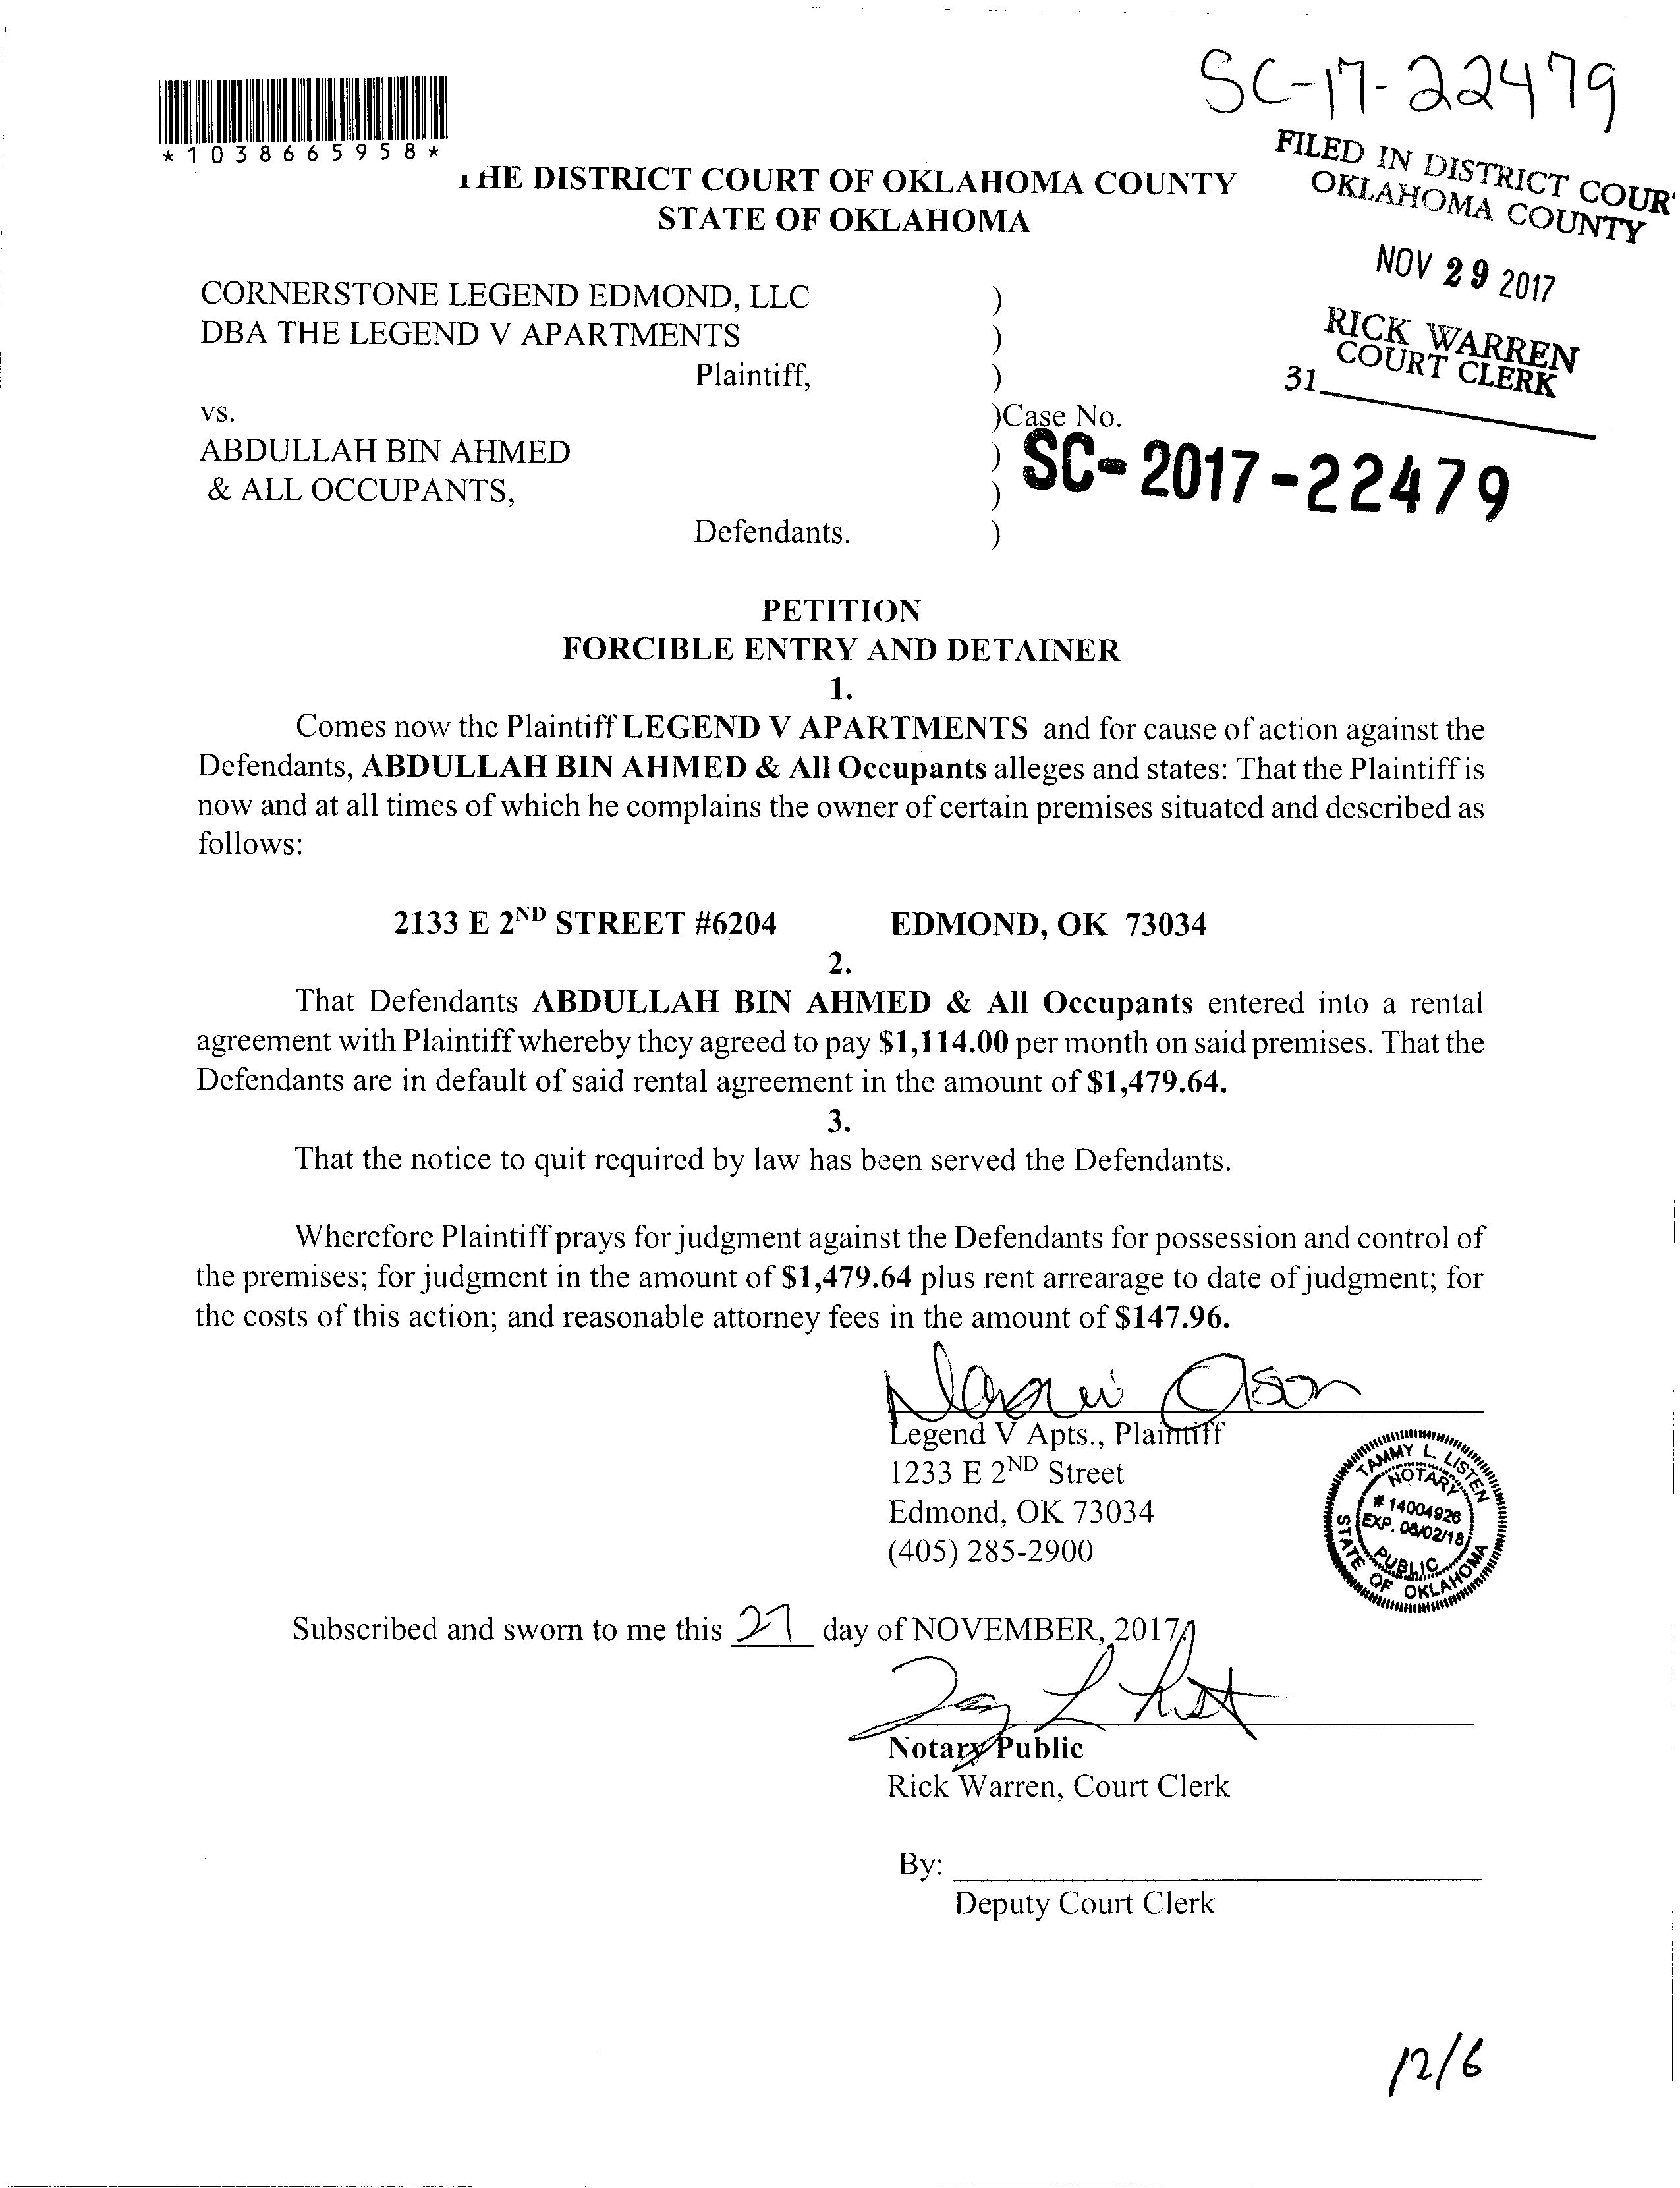 SC-17-22479
*1038665958*
FILED IN DISTRICT COUR
OKLAHOMA COUNTY
NOV 29 2017
RICK WARREN
COURT CLERK
31
HE DISTRICT COURT OF OKLAHOMA COUNTY
STATE OF OKLAHOMA
CORNERSTONE LEGEND EDMOND, LLC )
DBA THE LEGEND V APARTMENTS )
Plaintiff, )
vs. )Case No.
ABDULLAH BIN AHMED ) SC-2017-22479
& ALL OCCUPANTS, )
Defendants. )
PETITION
FORCIBLE ENTRY AND DETAINER
1.
Comes now the Plaintiff LEGEND V APARTMENTS and for cause of action against the
Defendants, ABDULLAH BIN AHMED & All Occupants alleges and states: That the Plaintiff is
now and at all times of which he complains the owner of certain premises situated and described as
follows:
2133 E 2ND STREET #6204 EDMOND, OK 73034
2.
That Defendants ABDULLAH BIN AHMED & All Occupants entered into a rental
agreement with Plaintiff whereby they agreed to pay $1,114.00 per month on said premises. That the
Defendants are in default of said rental agreement in the amount of $1,479.64.
3.
That the notice to quit required by law has been served the Defendants.
Wherefore Plaintiff prays for judgment against the Defendants for possession and control of
the premises; for judgment in the amount of $1,479.64 plus rent arrearage to date of judgment; for
the costs of this action; and reasonable attorney fees in the amount of $147.96.
Legend V Apts., Plaintiff
1233 E 2ND Street
Edmond, OK 73034
(405) 285-2900
TAMMY L. LISTEN
NOTARY
# 14004926
EXP. 06/02/18
PUBLIC
STATE OF OKLAHOMA
Subscribed and sworn to me this 27 day of NOVEMBER, 2017.
Notary Public
Rick Warren, Court Clerk
By:
Deputy Court Clerk
12/6